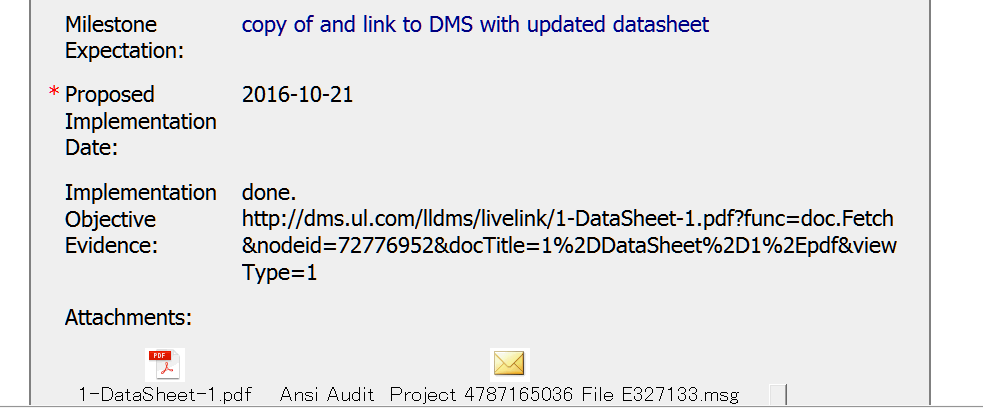 Milestone Expectation: copy of and link to DMS with updated datasheet
* Proposed Implementation Date: 2016-10-21
Implementation Objective Evidence: done.
http://dms.ul.com/lldms/livelink/1-DataSheet-1.pdf?func=doc.Fetch
&nodeid=72776952&docTitle=1%2DDataSheet%2D1%2Epdf&view
Type=1
Attachments:
PDF
1-DataSheet-1.pdf Ansi Audit Project 4787165036 File E327133.msg